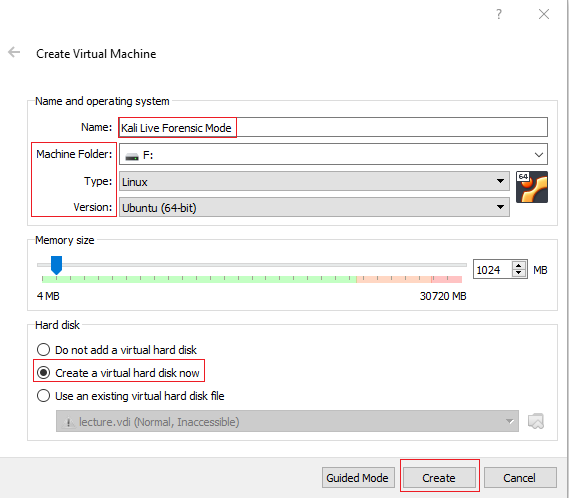 ?
Create Virtual Machine
Name and operating system
Name: Kali Live Forensic Mode
Machine Folder: F:
Type: Linux
64
Version: Ubuntu (64-bit)
Memory size
1024 MB
4 MB 30720 MB
Hard disk
Do not add a virtual hard disk
Create a virtual hard disk now
Use an existing virtual hard disk file
lecture.vdi (Normal, Inaccessible)
Guided Mode Create Cancel